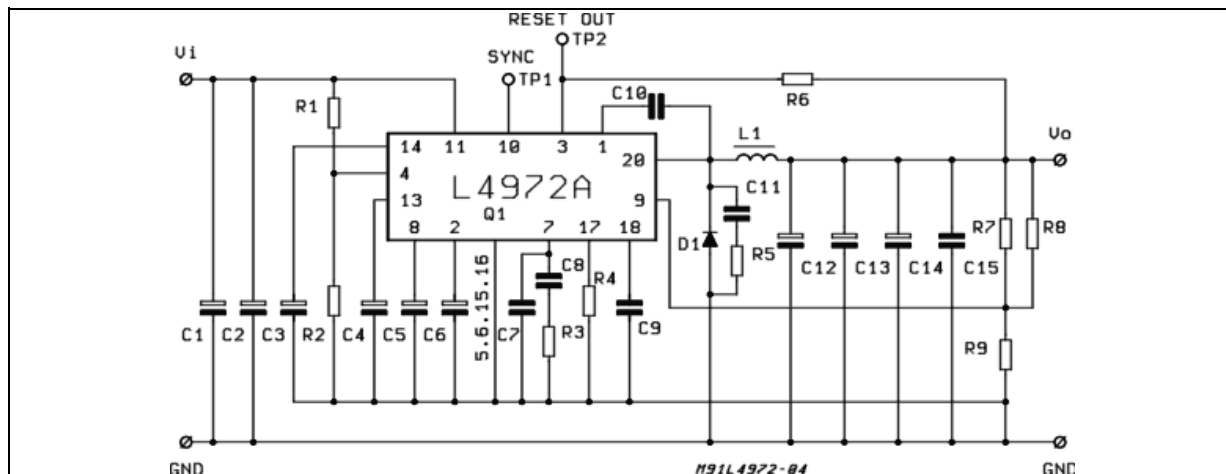 RESET OUT
TP2
Vi
SYNC
TP1
C10
R6
R1
L1
Vo
14 11 10 3 1
20
4
L4972A
C11
13
Q1
9
8 2 7 17 18
D1
R5
R7
R8
5.6.15.16
C8
R4
C12 C13 C14 C15
C1 C2 C3 R2 C4 C5 C6 C7 R3 C9
R9
GND
M91L4972-04
GND